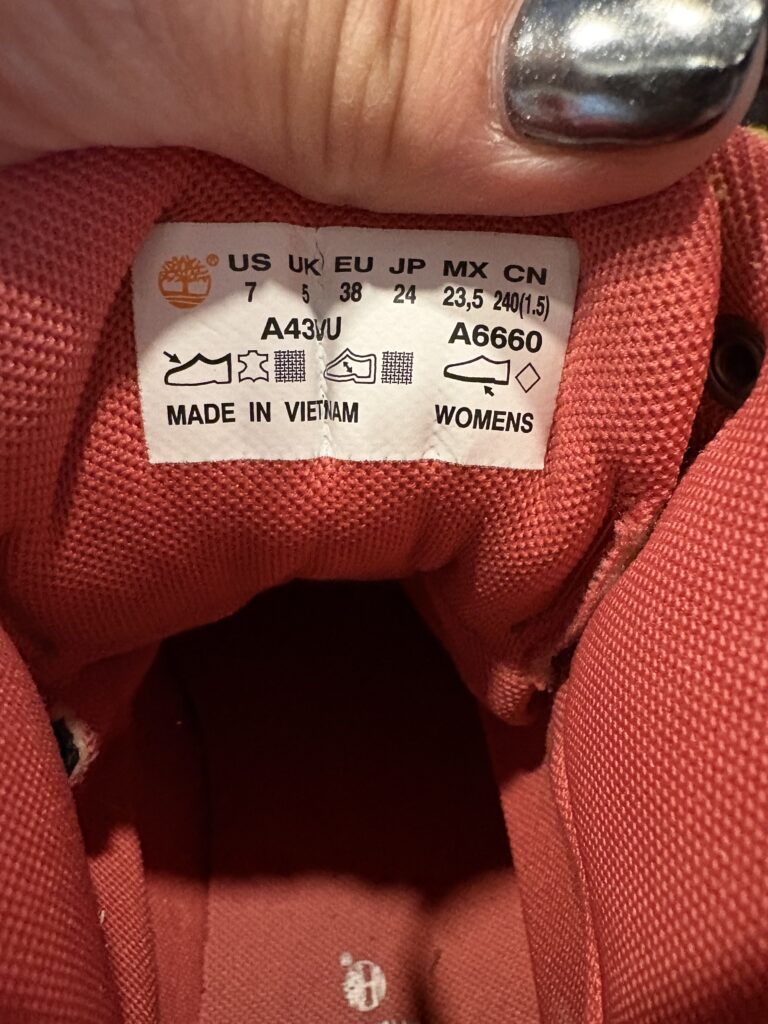 ® US UK EU JP MX CN
7 5 38 24 23,5 240(1.5)
A43VU A6660
MADE IN VIETNAM WOMENS
®